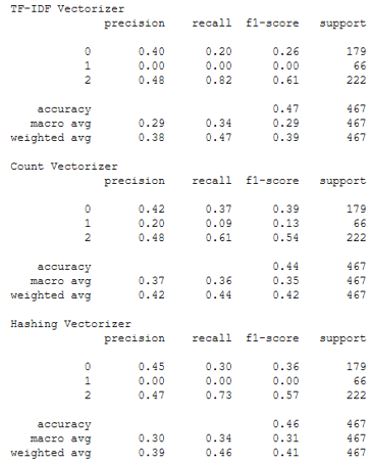 TF-IDF Vectorizer
precision recall f1-score support
0 0.40 0.20 0.26 179
1 0.00 0.00 0.00 66
2 0.48 0.82 0.61 222
accuracy 0.47 467
macro avg 0.29 0.34 0.29 467
weighted avg 0.38 0.47 0.39 467
Count Vectorizer
precision recall f1-score support
0 0.42 0.37 0.39 179
1 0.20 0.09 0.13 66
2 0.48 0.61 0.54 222
accuracy 0.44 467
macro avg 0.37 0.36 0.35 467
weighted avg 0.42 0.44 0.42 467
Hashing Vectorizer
precision recall f1-score support
0 0.45 0.30 0.36 179
1 0.00 0.00 0.00 66
2 0.47 0.73 0.57 222
accuracy 0.46 467
macro avg 0.30 0.34 0.31 467
weighted avg 0.39 0.46 0.41 467